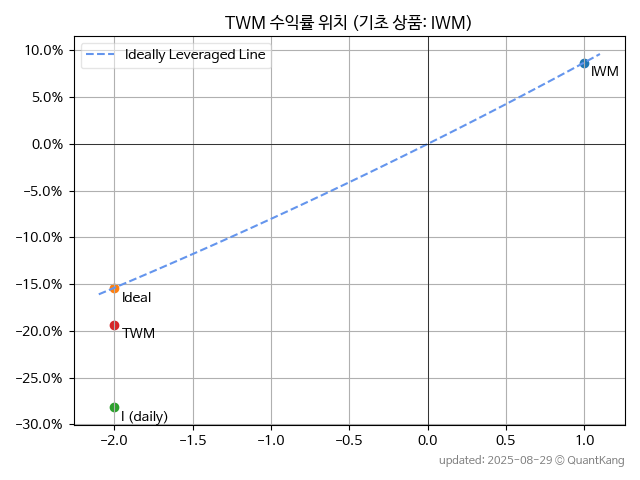 TWM 수익률 위치 (기초 상품: IWM)
10.0%
5.0%
0.0%
−5.0%
−10.0%
−15.0%
−20.0%
−25.0%
−30.0%
Ideally Leveraged Line
IWM
Ideal
TWM
I (daily)
−2.0 −1.5 −1.0 −0.5 0.0 0.5 1.0
updated: 2025-08-29 © QuantKang